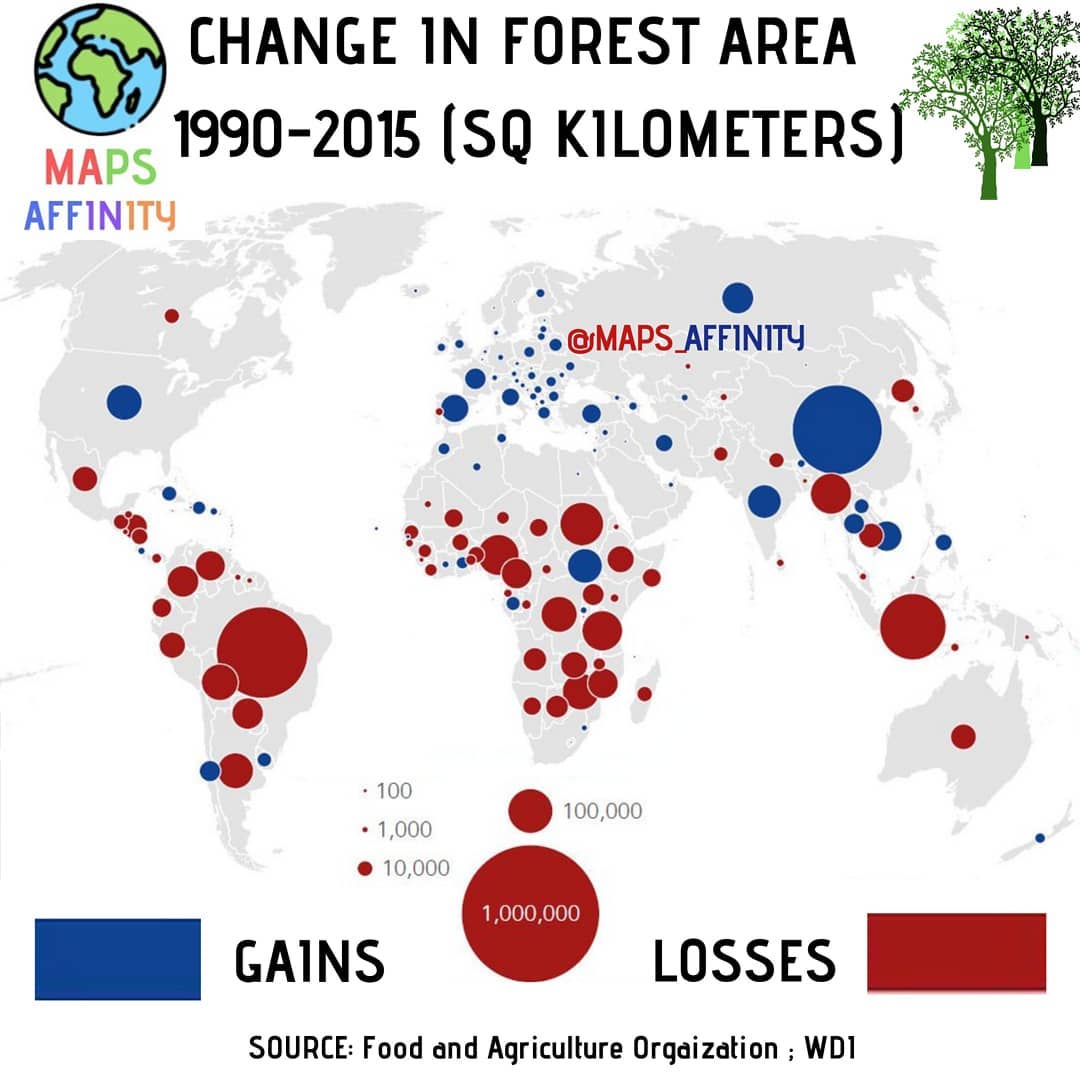 CHANGE IN FOREST AREA
1990-2015 (SQ KILOMETERS)
MAPS
AFFINITY
@MAPS_AFFINITY
100
1,000
10,000
100,000
1,000,000
GAINS
LOSSES
SOURCE: Food and Agriculture Orgaization ; WDI